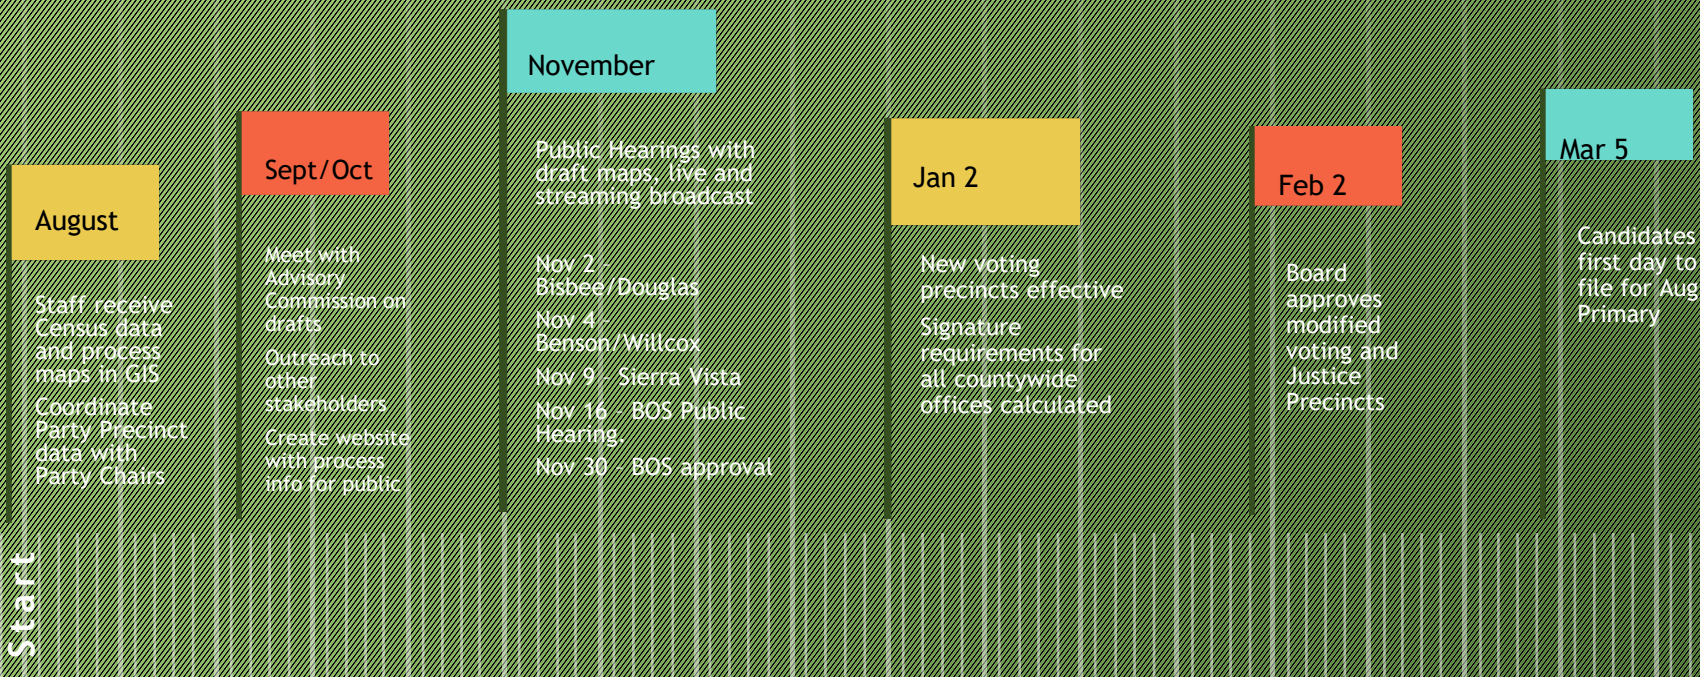 August
Staff receive
Census data
and process
maps in GIS
Coordinate
Party Precinct
data with
Party Chairs
Sept/Oct
Meet with
Advisory
Commission on
drafts
Outreach to
other
stakeholders
Create website
with process
info for public
November
Public Hearings with
draft maps, live and
streaming broadcast
Nov 2 -
Bisbee/Douglas
Nov 4 -
Benson/Willcox
Nov 9 - Sierra Vista
Nov 16 - BOS Public
Hearing.
Nov 30 - BOS approval
Jan 2
New voting
precincts effective
Signature
requirements for
all countywide
offices calculated
Feb 2
Board
approves
modified
voting and
Justice
Precincts
Mar 5
Candidates
first day to
file for Aug
Primary
Start